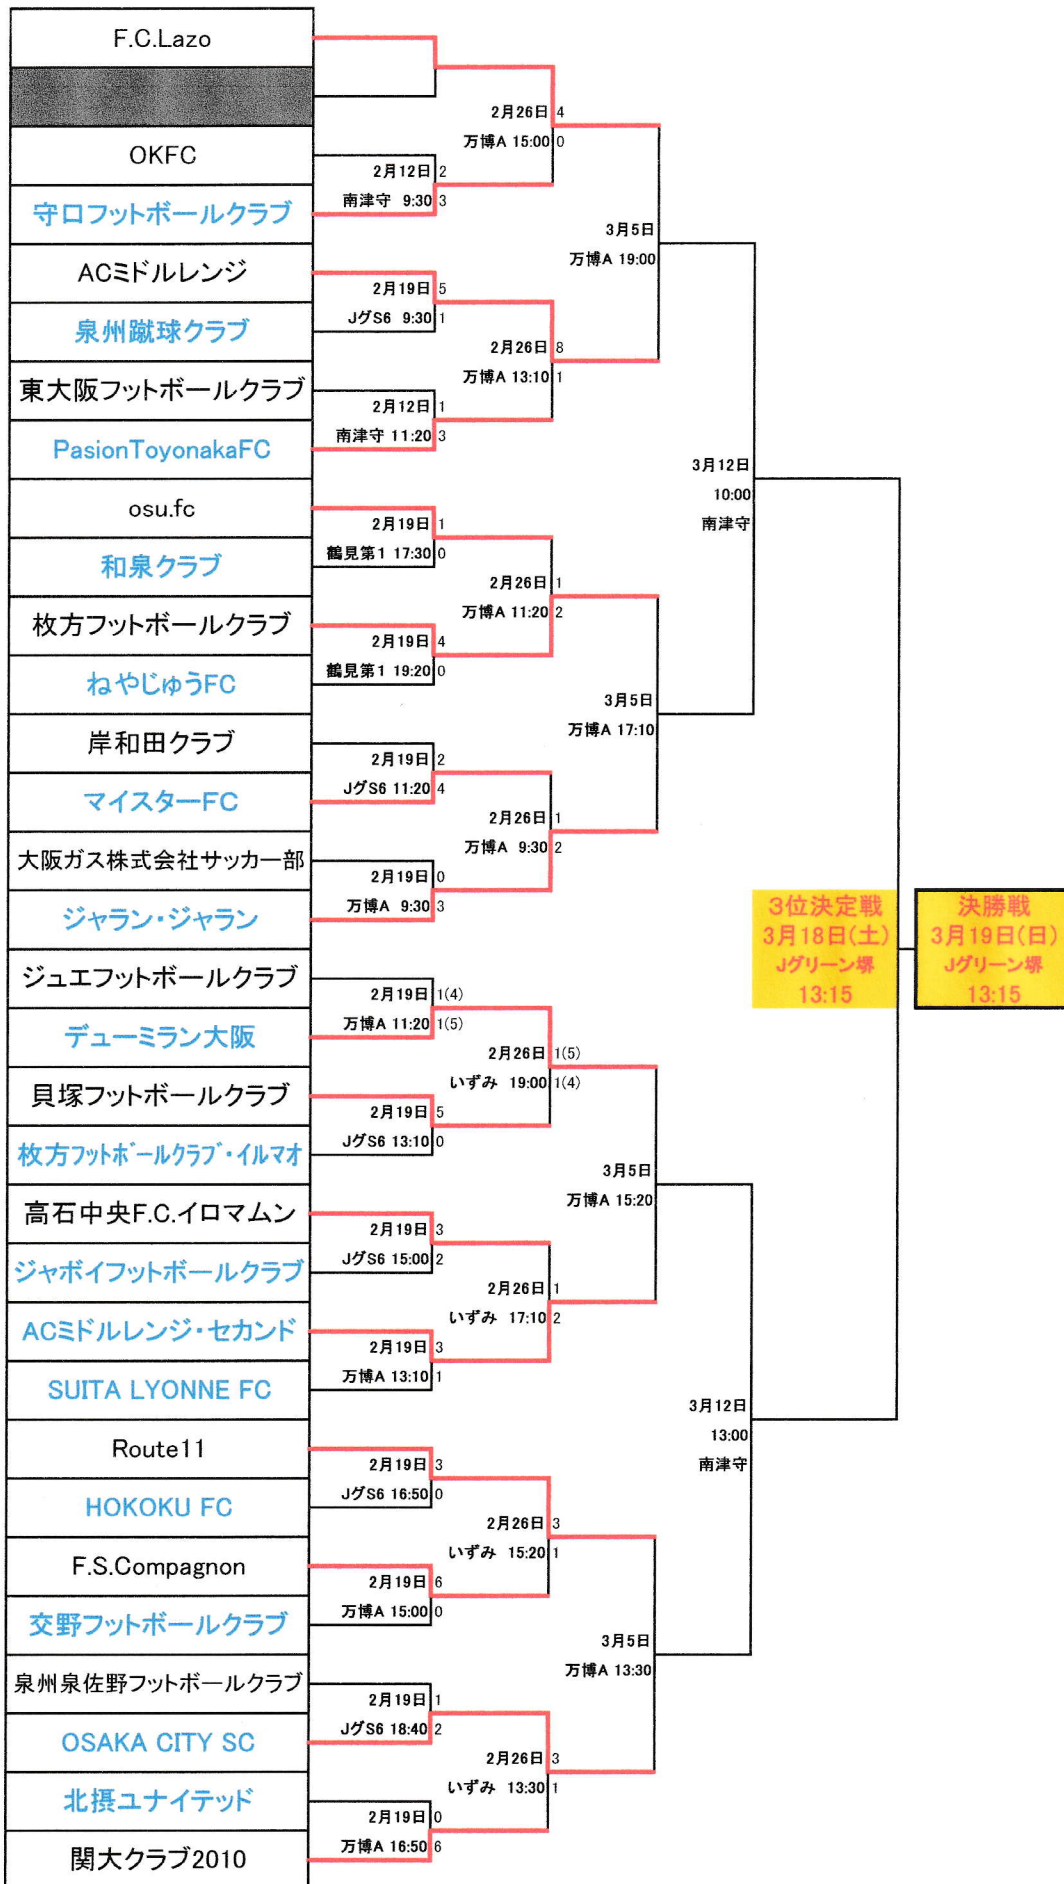 F.C.Lazo
OKFC
守口フットボールクラブ
ACミドルレンジ
泉州蹴球クラブ
東大阪フットボールクラブ
PasionToyonakaFC
osu.fc
和泉クラブ
枚方フットボールクラブ
ねやじゅうFC
岸和田クラブ
マイスターFC
大阪ガス株式会社サッカー部
ジャラン・ジャラン
ジュエフットボールクラブ
デューミラン大阪
貝塚フットボールクラブ
枚方フットボールクラブ・イルマオ
高石中央F.C.イロマムン
ジャボイフットボールクラブ
ACミドルレンジ・セカンド
SUITA LYONNE FC
Route11
HOKOKU FC
F.S.Compagnon
交野フットボールクラブ
泉州泉佐野フットボールクラブ
OSAKA CITY SC
北摂ユナイテッド
関大クラブ2010
2月12日 2
南津守 9:30 3
2月19日 5
JグS6 9:30 1
2月12日 1
南津守 11:20 3
2月19日 1
鶴見第1 17:30 0
2月19日 4
鶴見第1 19:20 0
2月19日 2
JグS6 11:20 4
2月19日 0
万博A 9:30 3
2月19日 1(4)
万博A 11:20 1(5)
2月19日 5
JグS6 13:10 0
2月19日 3
JグS6 15:00 2
2月19日 3
万博A 13:10 1
2月19日 3
JグS6 16:50 0
2月19日 6
万博A 15:00 0
2月19日 1
JグS6 18:40 2
2月19日 0
万博A 16:50 6
2月26日 4
万博A 15:00 0
2月26日 8
万博A 13:10 1
2月26日 1
万博A 11:20 2
2月26日 1
万博A 9:30 2
2月26日 1(5)
いずみ 19:00 1(4)
2月26日 1
いずみ 17:10 2
2月26日 3
いずみ 15:20 1
2月26日 3
いずみ 13:30 1
3月5日
万博A 19:00
3月5日
万博A 17:10
3月5日
万博A 15:20
3月5日
万博A 13:30
3月12日
10:00
南津守
3月12日
13:00
南津守
3位決定戦
3月18日(土)
Jグリーン堺
13:15
決勝戦
3月19日(日)
Jグリーン堺
13:15